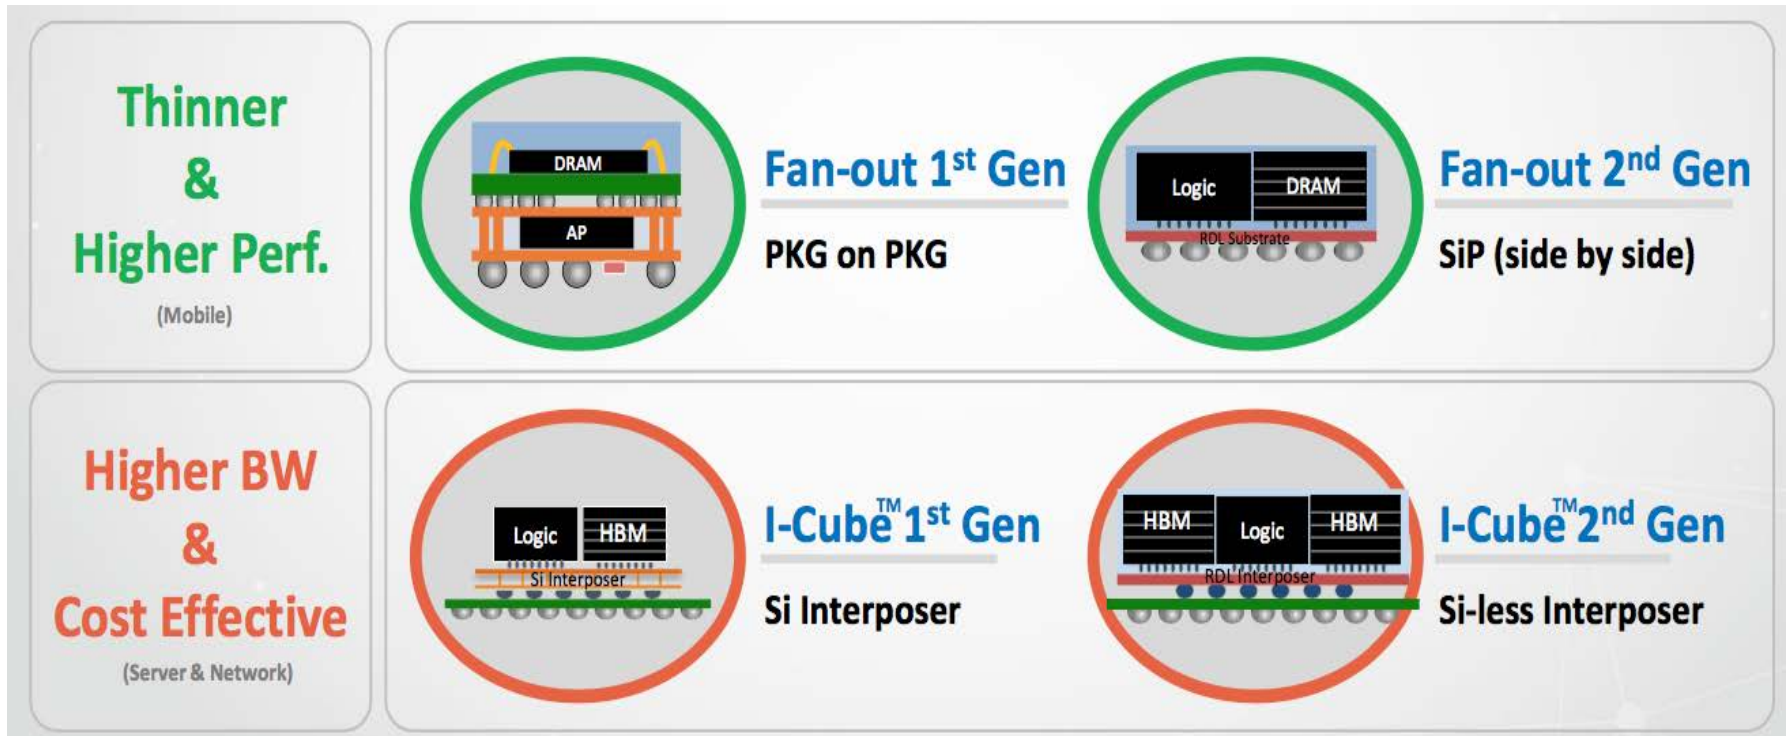 Thinner
&
Higher Perf.
(Mobile)
DRAM
AP
Fan-out 1st Gen
PKG on PKG
Logic
DRAM
RDL Substrate
Fan-out 2nd Gen
SiP (side by side)
Higher BW
&
Cost Effective
(Server & Network)
Logic
HBM
Si Interposer
I-Cube™ 1st Gen
Si Interposer
HBM
Logic
HBM
RDL Interposer
I-Cube™ 2nd Gen
Si-less Interposer